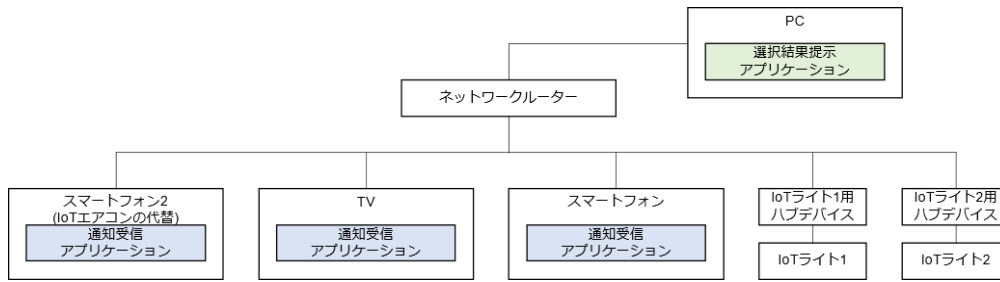 PC
選択結果提示
アプリケーション
ネットワークルーター
スマートフォン2
(IoTエアコンの代替)
通知受信
アプリケーション
TV
通知受信
アプリケーション
スマートフォン
通知受信
アプリケーション
IoTライト1用
ハブデバイス
IoTライト2用
ハブデバイス
IoTライト1
IoTライト2